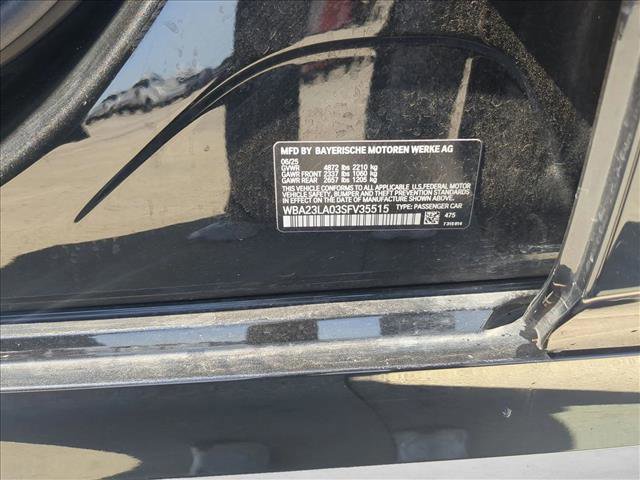 MFD BY BAYERISCHE MOTOREN WERKE AG
06/25
GVWR 4872 lbs 2210 kg
GAWR FRONT 2337 lbs 1060 kg
GAWR REAR 2657 lbs 1205 kg
THIS CONFORMS TO ALL APPLICABLE U.S. FEDERAL MOTOR
VEHICLE SAFETY, BUMPER, AND THEFT PREVENTION STANDARDS
IN EFFECT ON THE DATE OF MANUFACTURE SHOWN ABOVE.
WBA23LA03SFV35515 TYPE: PASSENGER CAR
475